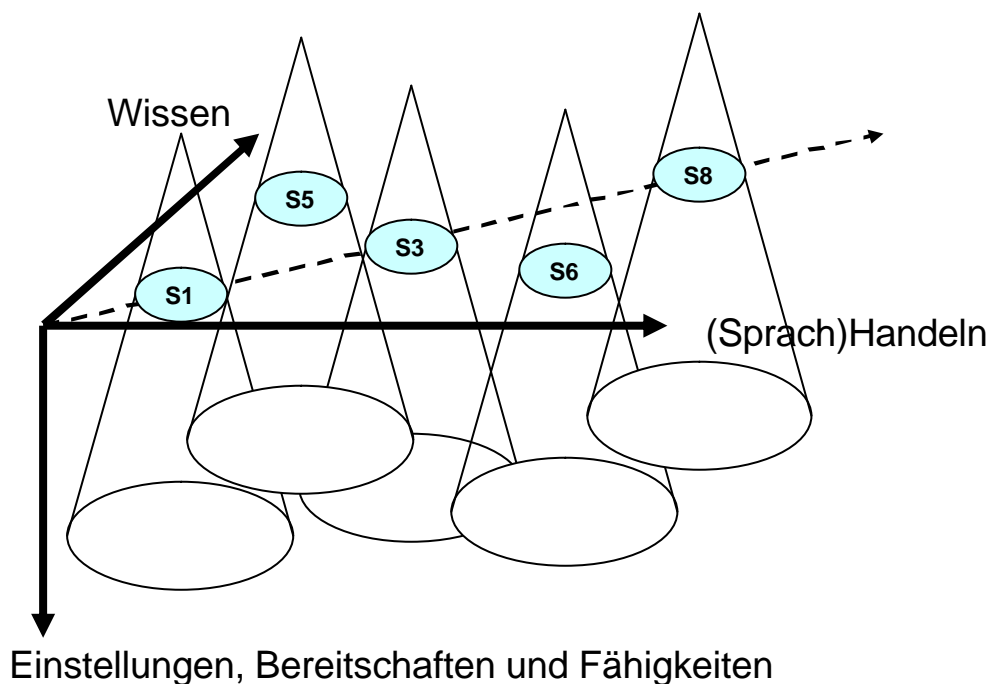 Wissen
S5
S8
S3
S6
S1
(Sprach)Handeln
Einstellungen, Bereitschaften und Fähigkeiten